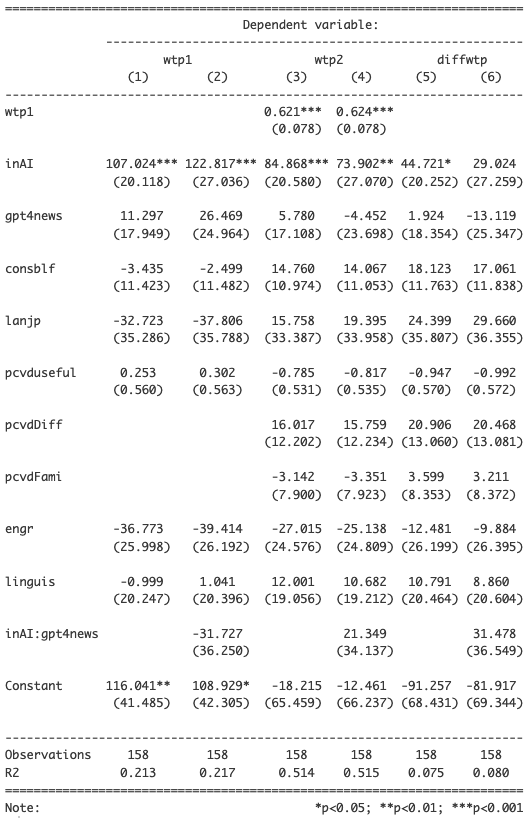 Dependent variable:
wtp1 wtp2 diffwtp
(1) (2) (3) (4) (5) (6)
wtp1 0.621*** 0.624***
(0.078) (0.078)
inAI 107.024*** 122.817*** 84.868*** 73.902** 44.721* 29.024
(20.118) (27.036) (20.580) (27.070) (20.252) (27.259)
gpt4news 11.297 26.469 5.780 -4.452 1.924 -13.119
(17.949) (24.964) (17.108) (23.698) (18.354) (25.347)
consblf -3.435 -2.499 14.760 14.067 18.123 17.061
(11.423) (11.482) (10.974) (11.053) (11.763) (11.838)
lanjp -32.723 -37.806 15.758 19.395 24.399 29.660
(35.286) (35.788) (33.387) (33.958) (35.807) (36.355)
pcvduseful 0.253 0.302 -0.785 -0.817 -0.947 -0.992
(0.560) (0.563) (0.531) (0.535) (0.570) (0.572)
pcvdDiff 16.017 15.759 20.906 20.468
(12.202) (12.234) (13.060) (13.081)
pcvdFami -3.142 -3.351 3.599 3.211
(7.900) (7.923) (8.353) (8.372)
engr -36.773 -39.414 -27.015 -25.138 -12.481 -9.884
(25.998) (26.192) (24.576) (24.809) (26.199) (26.395)
linguis -0.999 1.041 12.001 10.682 10.791 8.860
(20.247) (20.396) (19.056) (19.212) (20.464) (20.604)
inAI:gpt4news -31.727 21.349 31.478
(36.250) (34.137) (36.549)
Constant 116.041** 108.929* -18.215 -12.461 -91.257 -81.917
(41.485) (42.305) (65.459) (66.237) (68.431) (69.344)
Observations 158 158 158 158 158 158
R2 0.213 0.217 0.514 0.515 0.075 0.080
Note: *p<0.05; **p<0.01; ***p<0.001